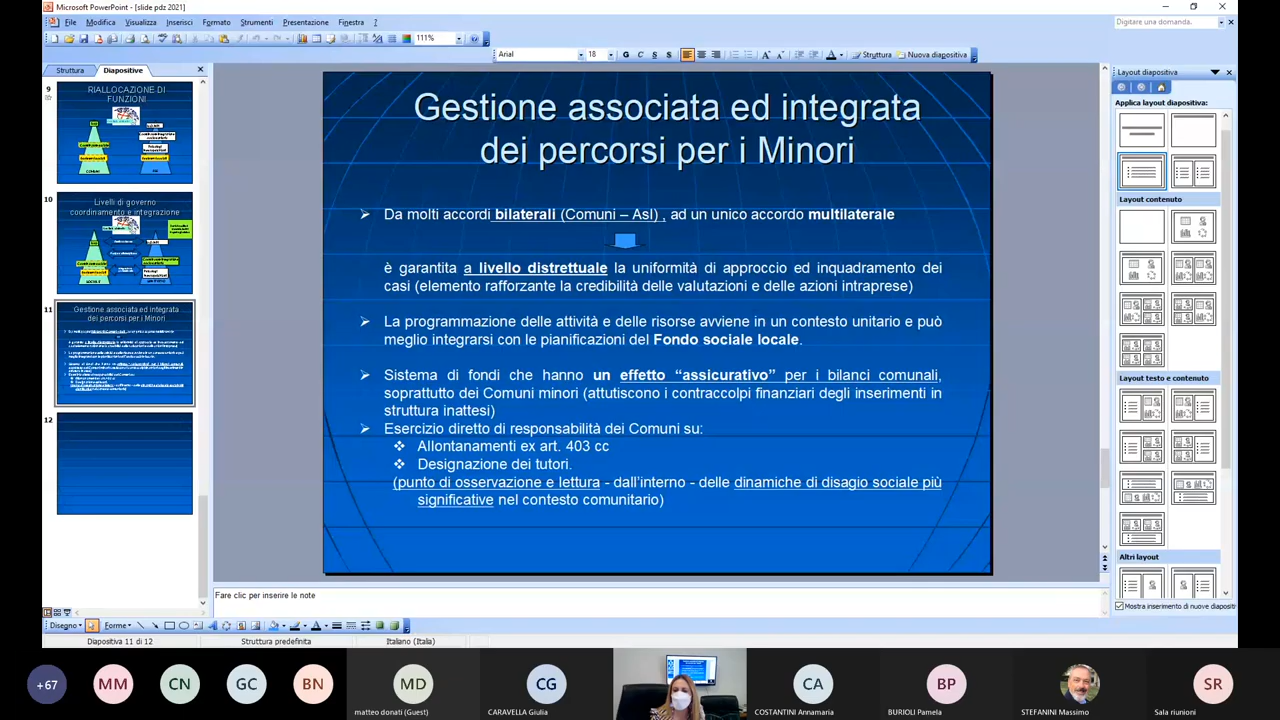 Microsoft PowerPoint - [slide pdz 2021]
File Modifica Visualizza Inserisci Formato Strumenti Presentazione Finestra ?
Digitare una domanda.
111%
Arial 18 G C S S Struttura Nuova diapositiva
Struttura Diapositive
Layout diapositiva
Applica layout diapositiva:
Layout contenuto
Layout testo e contenuto
Altri layout
Mostra inserimento di nuove diapositi
9
RIALLOCAZIONE DI
FUNZIONI
10
Livelli di governo
coordinamento e integrazione
11
Gestione associata ed integrata
dei percorsi per i Minori
12
Gestione associata ed integrata
dei percorsi per i Minori
Da molti accordi bilaterali (Comuni – Asl) , ad un unico accordo multilaterale
è garantita a livello distrettuale la uniformità di approccio ed inquadramento dei
casi (elemento rafforzante la credibilità delle valutazioni e delle azioni intraprese)
La programmazione delle attività e delle risorse avviene in un contesto unitario e può
meglio integrarsi con le pianificazioni del Fondo sociale locale.
Sistema di fondi che hanno un effetto “assicurativo” per i bilanci comunali,
soprattutto dei Comuni minori (attutiscono i contraccolpi finanziari degli inserimenti in
struttura inattesi)
Esercizio diretto di responsabilità dei Comuni su:
Allontanamenti ex art. 403 cc
Designazione dei tutori.
(punto di osservazione e lettura - dall’interno - delle dinamiche di disagio sociale più
significative nel contesto comunitario)
Fare clic per inserire le note
Disegno Forme
Diapositiva 11 di 12 Struttura predefinita Italiano (Italia)
+67 MM CN GC BN MD CG CA BP SR
matteo donati (Guest) CARAVELLA Giulia COSTANTINI Annamaria BURIOLI Pamela STEFANINI Massimo Sala riunioni